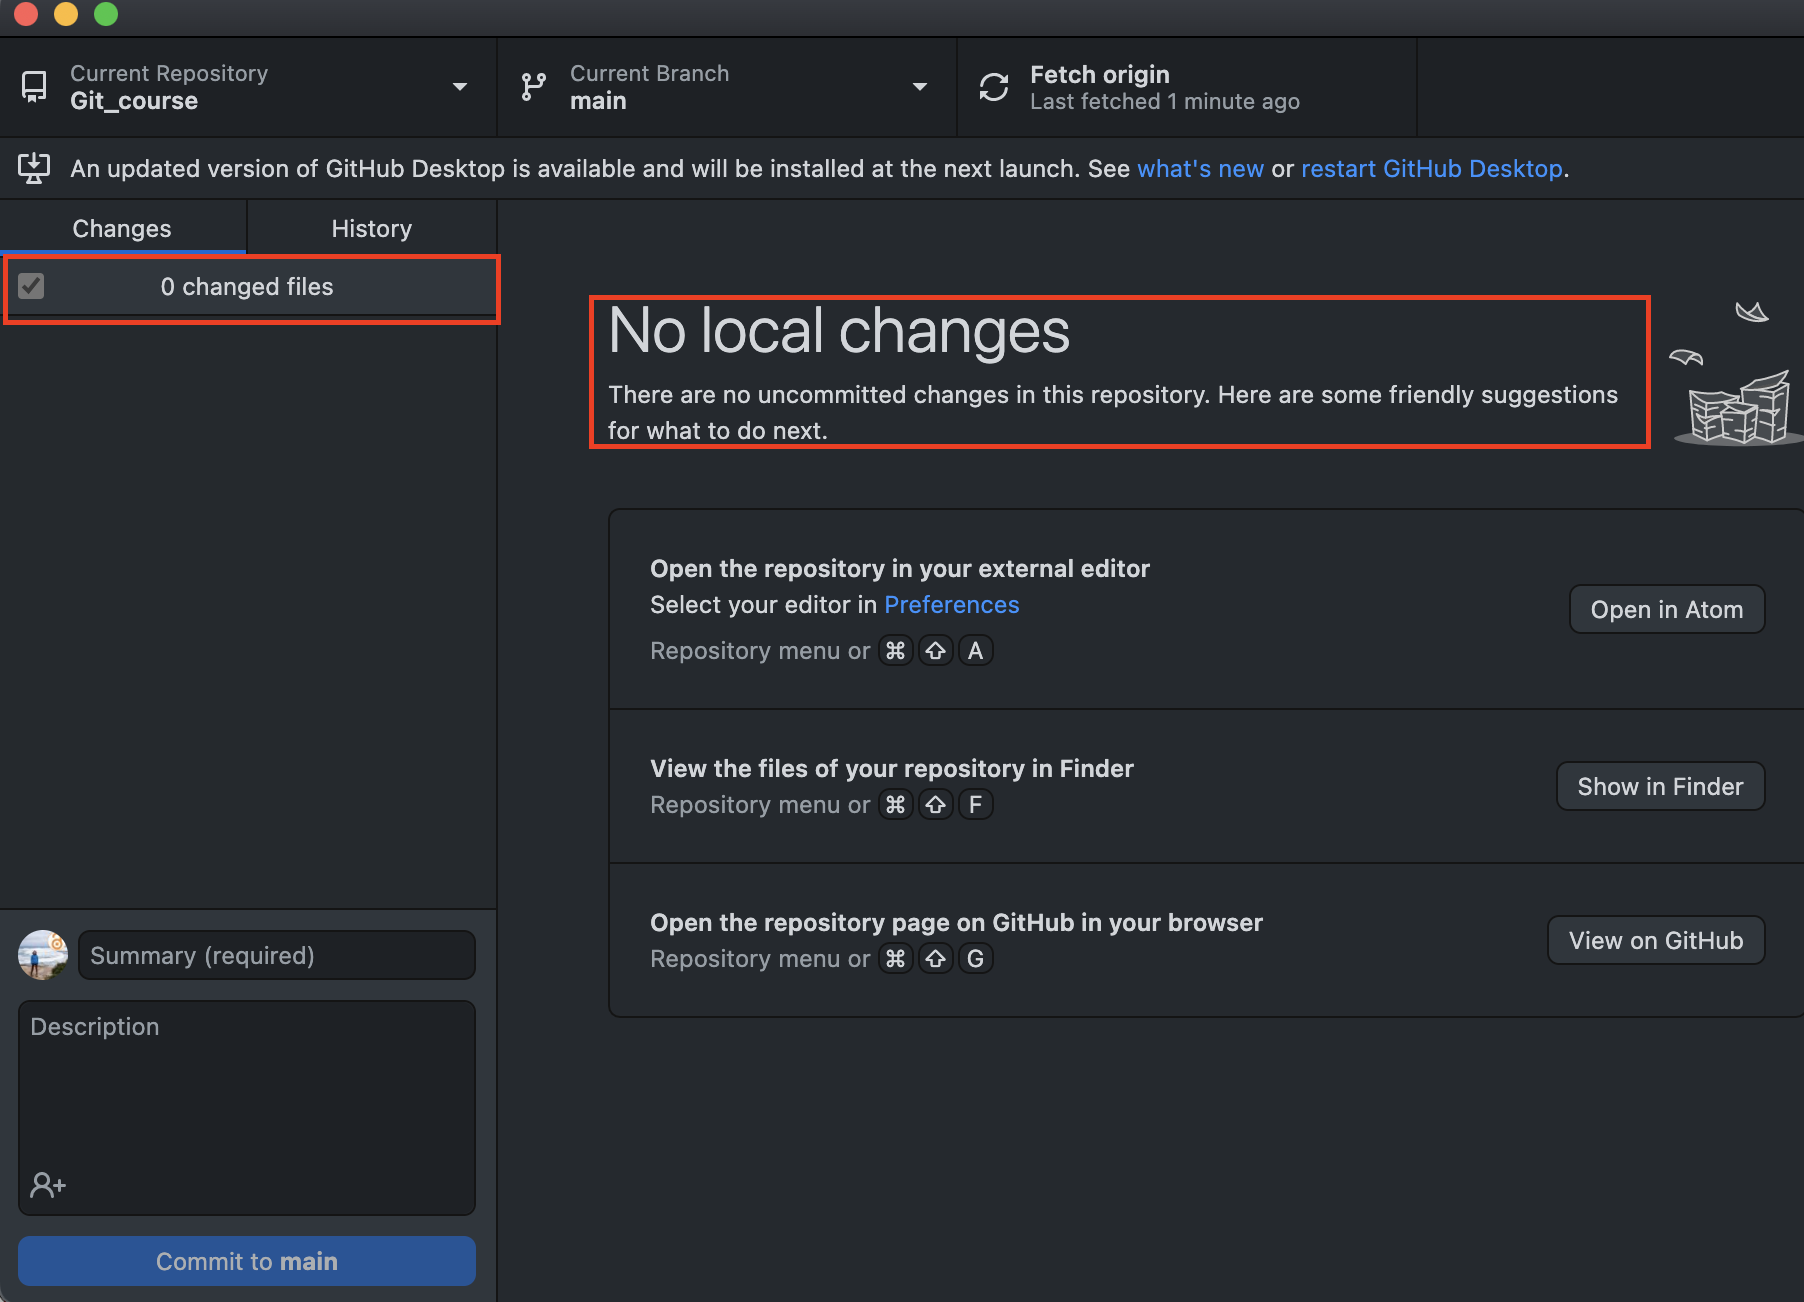 Current Repository
Git_course
Current Branch
main
Fetch origin
Last fetched 1 minute ago
An updated version of GitHub Desktop is available and will be installed at the next launch. See what's new or restart GitHub Desktop.
Changes
History
0 changed files
No local changes
There are no uncommitted changes in this repository. Here are some friendly suggestions
for what to do next.
Open the repository in your external editor
Select your editor in Preferences
Repository menu or ⌘ ⇧ A
Open in Atom
View the files of your repository in Finder
Repository menu or ⌘ ⇧ F
Show in Finder
Open the repository page on GitHub in your browser
Repository menu or ⌘ ⇧ G
View on GitHub
Summary (required)
Description
Commit to main